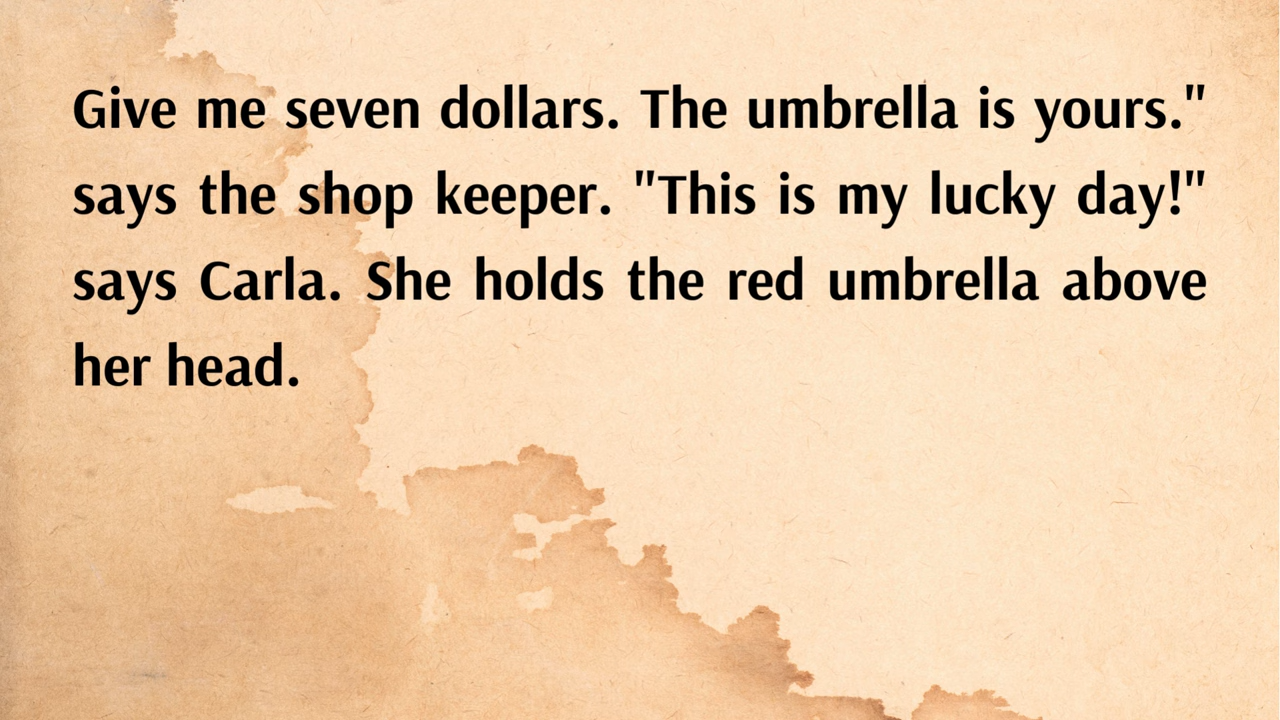 Give me seven dollars. The umbrella is yours."
says the shop keeper. "This is my lucky day!"
says Carla. She holds the red umbrella above
her head.